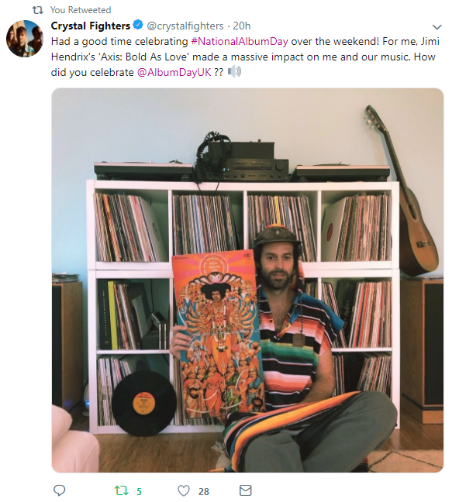 You Retweeted
Crystal Fighters @crystalfighters · 20h
Had a good time celebrating #NationalAlbumDay over the weekend! For me, Jimi
Hendrix's 'Axis: Bold As Love' made a massive impact on me and our music. How
did you celebrate @AlbumDayUK ??
5
28